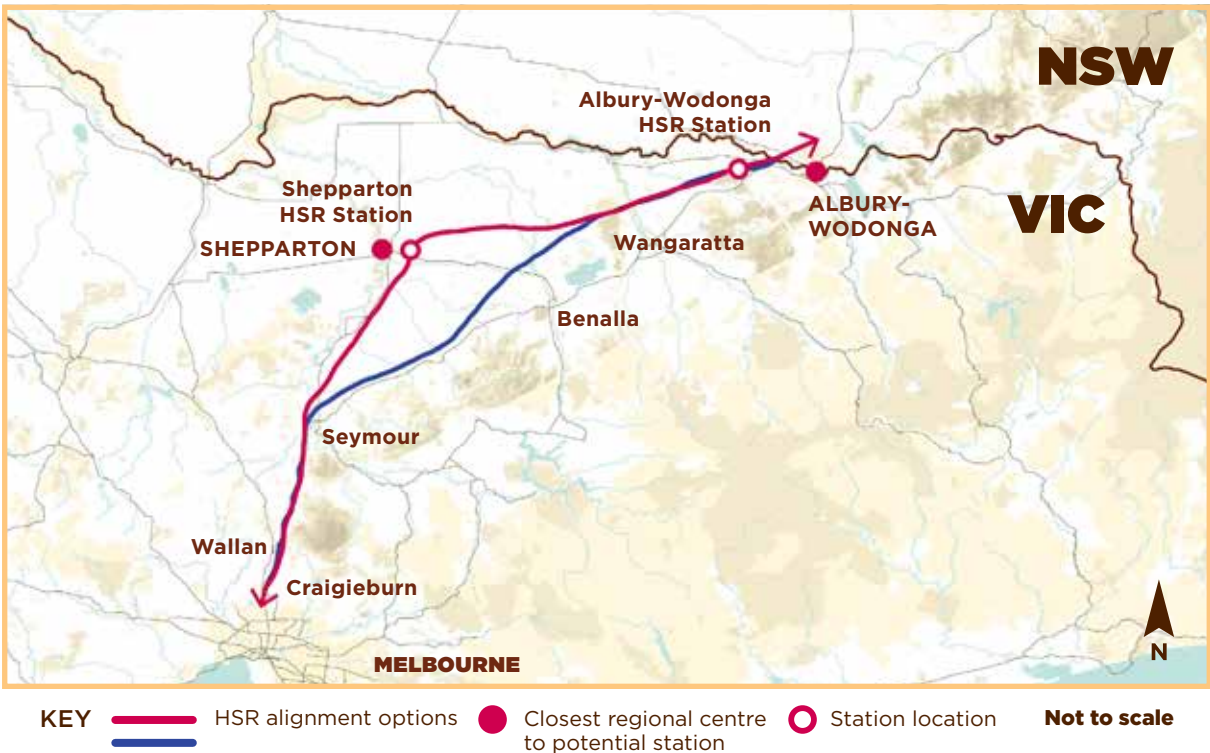 NSW
Albury-Wodonga
HSR Station
Shepparton
HSR Station
VIC
ALBURY-
WODONGA
SHEPPARTON
Wangaratta
Benalla
Seymour
Wallan
Craigieburn
N
MELBOURNE
KEY
HSR alignment options
Closest regional centre
to potential station
Station location
Not to scale